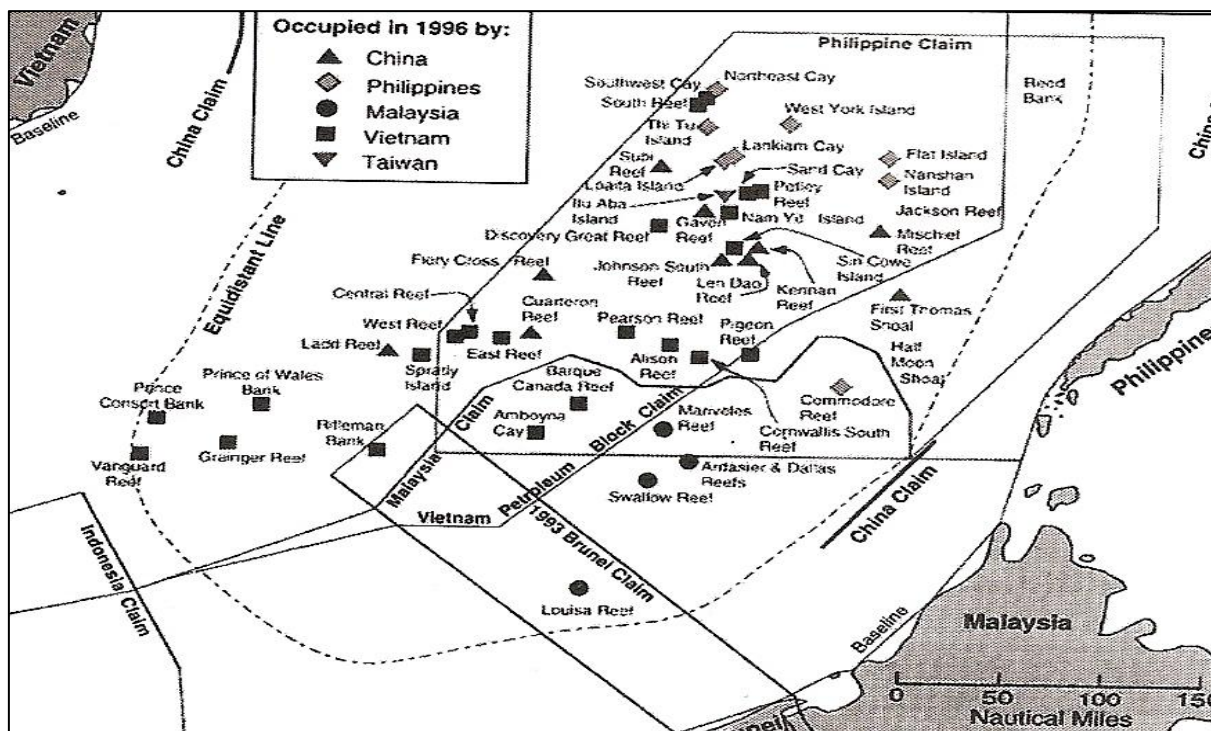 Occupied in 1996 by:
China
Philippines
Malaysia
Vietnam
Taiwan
Vietnam
Baseline
China Claim
Equidistant Line
Philippine Claim
Reed
Bank
Southwest Cay
Northeast Cay
South Reef
West York Island
Thi Tu
Island
Lankiam Cay
Flat Island
Subi
Reef
Sand Cay
Loaita Island
Nanshan
Island
Itu Aba
Island
Petley
Reef
Jackson Reef
Gaven
Reef
Nam Yit Island
Mischief
Reef
Discovery Great Reef
Sin Cowe
Island
Fiery Cross Reef
Johnson South
Reef
Len Dao
Reef
Kennan
Reef
First Thomas
Shoal
Central Reef
Cuarteron
Reef
Pearson Reef
Pigeon
Reef
West Reef
Half
Moon
Shoal
Ladd Reef
East Reef
Alison
Reef
Spratly
Island
Barque
Canada Reef
Prince of Wales
Bank
Prince
Consort Bank
Commodore
Reef
Mariveles
Reef
Amboyna
Cay
Cornwallis South
Reef
Rifleman
Bank
Grainger Reef
Vanguard
Reef
Ardasier & Dallas
Reefs
Swallow Reef
Malaysia Claim
Vietnam Petroleum Block Claim
1993 Brunei Claim
China Claim
Indonesia Claim
Louisa Reef
Baseline
Philippine
Malaysia
0 50 100 150
Nautical Miles